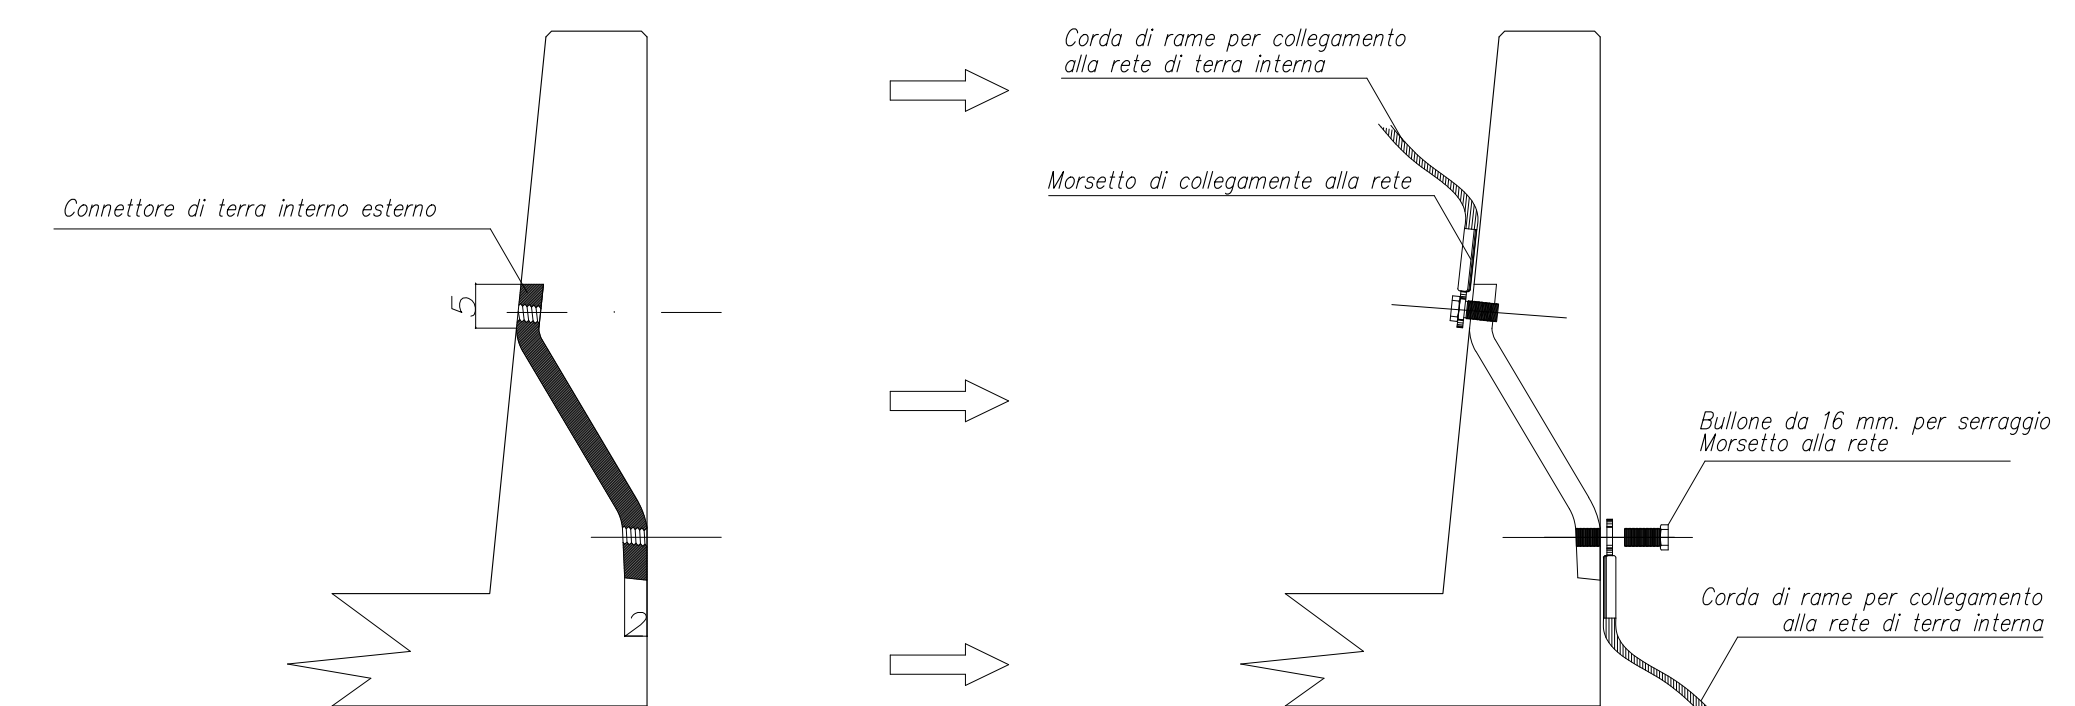 Connettore di terra interno esterno
5
2
Corda di rame per collegamento
alla rete di terra interna
Morsetto di collegamente alla rete
Bullone da 16 mm. per serraggio
Morsetto alla rete
Corda di rame per collegamento
alla rete di terra interna